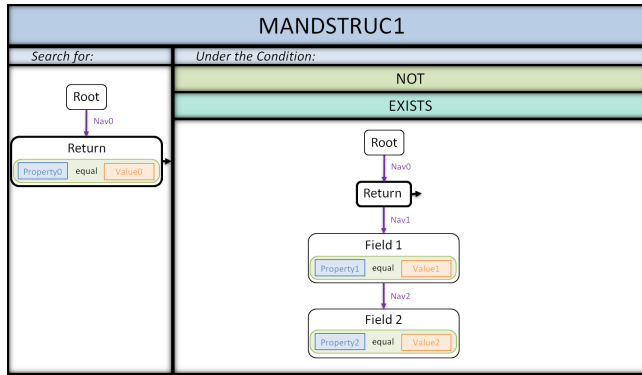 MANDSTRUC1
Search for:
Under the Condition:
NOT
EXISTS
Root
Nav0
Return
Property0 equal Value0
Root
Nav0
Return
Nav1
Field 1
Property1 equal Value1
Nav2
Field 2
Property2 equal Value2